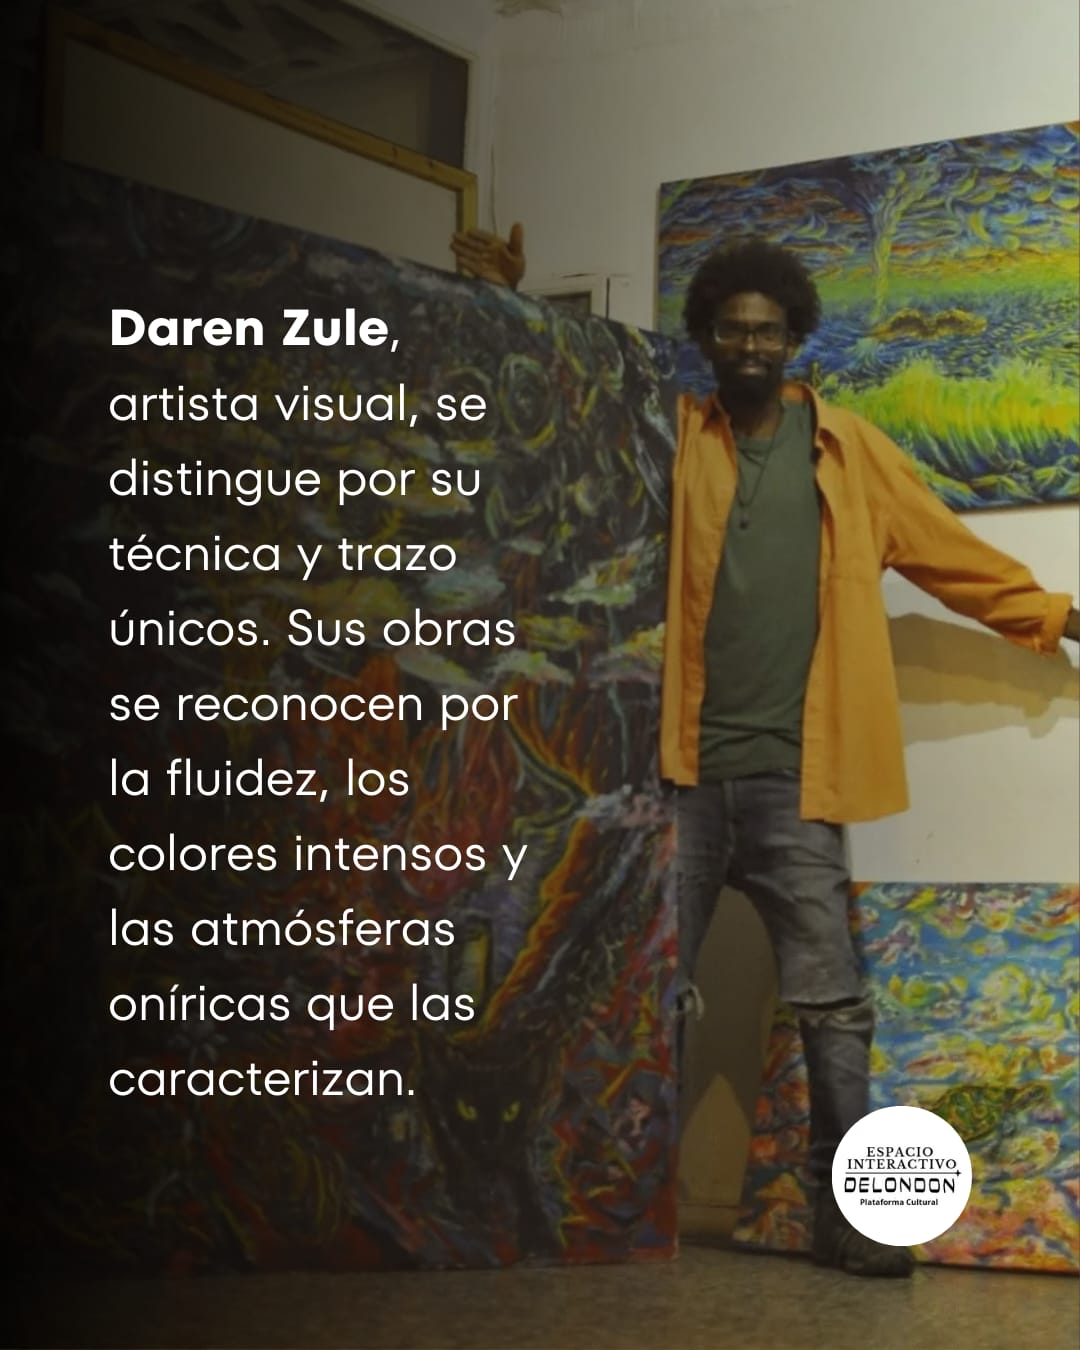 Daren Zule,
artista visual, se
distingue por su
técnica y trazo
únicos. Sus obras
se reconocen por
la fluidez, los
colores intensos y
las atmósferas
oníricas que las
caracterizan.
ESPACIO
INTERACTIVO
DELONDON
Plataforma Cultural